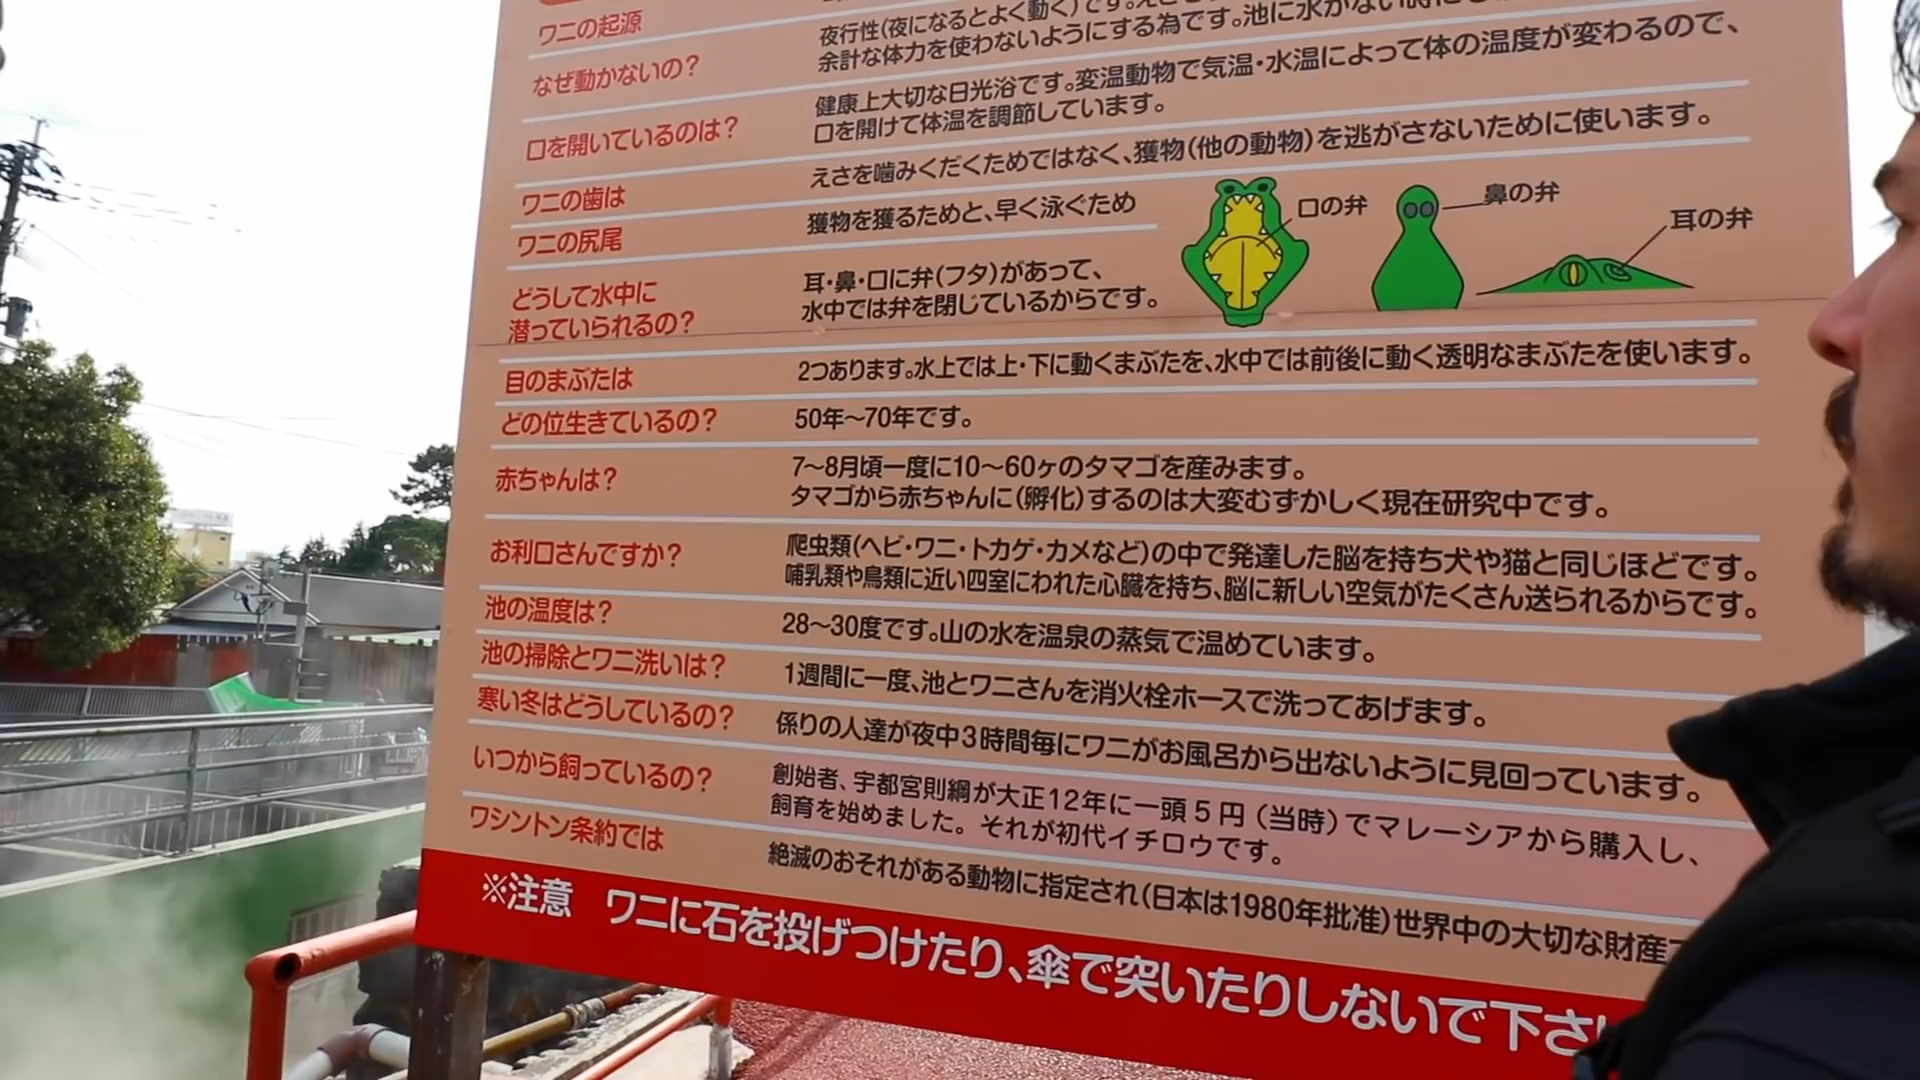 ワニの起源
なぜ動かないの？
夜行性(夜になるとよく動く)です。
余計な体力を使わないようにする為です。池に水がない時に
口を開いているのは？
健康上大切な日光浴です。変温動物で気温・水温によって体の温度が変わるので、
口を開けて体温を調節しています。
ワニの歯は
えさを噛みくだくためではなく、獲物(他の動物)を逃がさないために使います。
ワニの尻尾
獲物を獲るためと、早く泳ぐため
どうして水中に
潜っていられるの？
耳・鼻・口に弁(フタ)があって、
水中では弁を閉じているからです。
口の弁
鼻の弁
耳の弁
目のまぶたは
2つあります。水上では上・下に動くまぶたを、水中では前後に動く透明なまぶたを使います。
どの位生きているの？
50年〜70年です。
赤ちゃんは？
7〜8月頃一度に10〜60ヶのタマゴを産みます。
タマゴから赤ちゃんに(孵化)するのは大変むずかしく現在研究中です。
お利口さんですか？
爬虫類(ヘビ・ワニ・トカゲ・カメなど)の中で発達した脳を持ち犬や猫と同じほどです。
哺乳類や鳥類に近い四室にわれた心臓を持ち、脳に新しい空気がたくさん送られるからです。
池の温度は？
28〜30度です。山の水を温泉の蒸気で温めています。
池の掃除とワニ洗いは？
1週間に一度、池とワニさんを消火栓ホースで洗ってあげます。
寒い冬はどうしているの？
係りの人達が夜中3時間毎にワニがお風呂から出ないように見回っています。
いつから飼っているの？
創始者、宇都宮則綱が大正12年に一頭５円（当時）でマレーシアから購入し、
飼育を始めました。それが初代イチロウです。
ワシントン条約では
絶滅のおそれがある動物に指定され(日本は1980年批准)世界中の大切な財産
※注意 ワニに石を投げつけたり、傘で突いたりしないで下さ